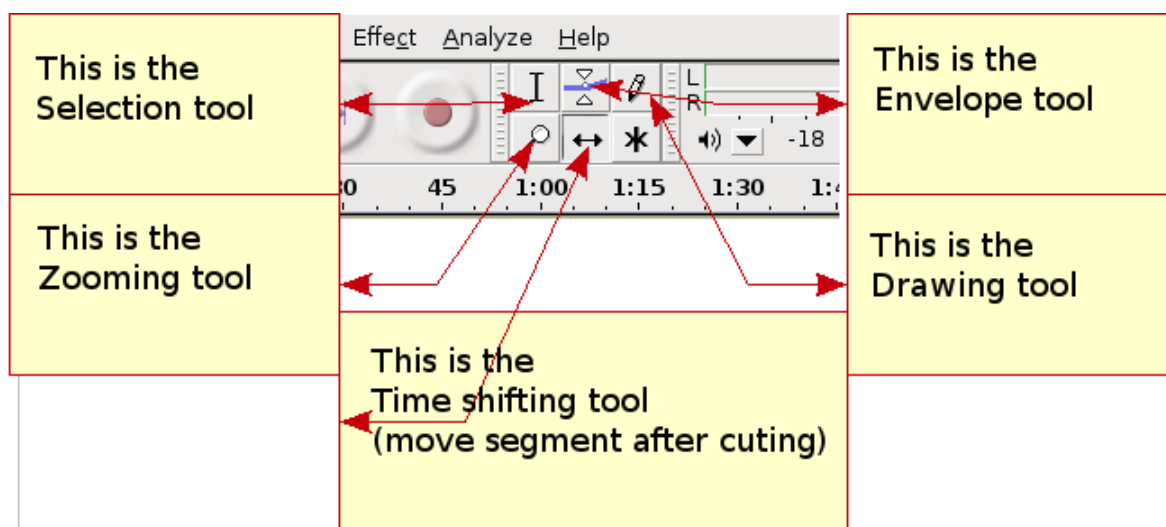 This is the
Selection tool
Effect Analyze Help
L
R
-18
45 1:00 1:15 1:30
This is the
Envelope tool
This is the
Zooming tool
This is the
Drawing tool
This is the
Time shifting tool
(move segment after cuting)